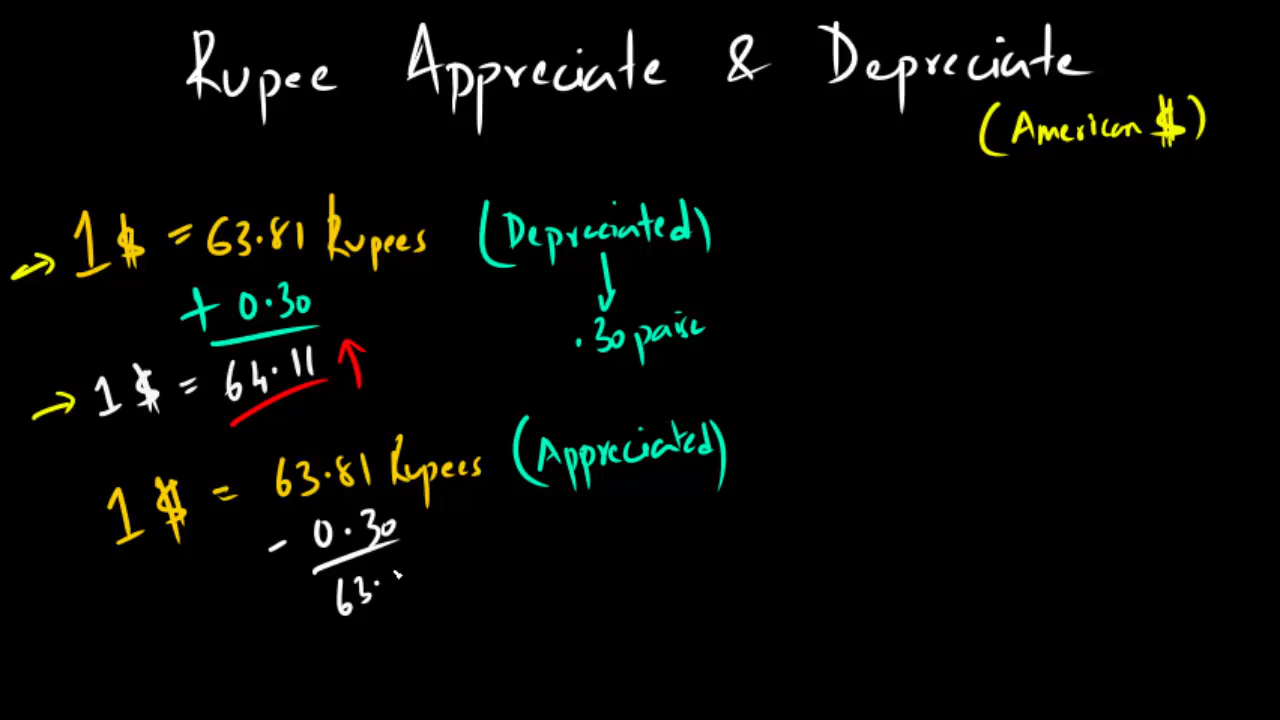 Rupee Appreciate & Depreciate
(American $)
→ 1 $ = 63.81 Rupees (Depreciated)
+ 0.30
↓
.30 paise
→ 1 $ = 64.11 ↑
1 $ = 63.81 Rupees (Appreciated)
- 0.30
63.